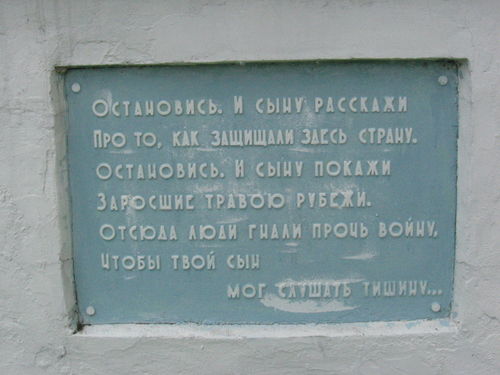 Остановись. И сыну расскажи
Про то, как защищали здесь страну.
Остановись. И сыну покажи
Заросшие травою рубежи.
Отсюда люди гнали прочь войну,
Чтобы твой сын
мог слушать тишину...